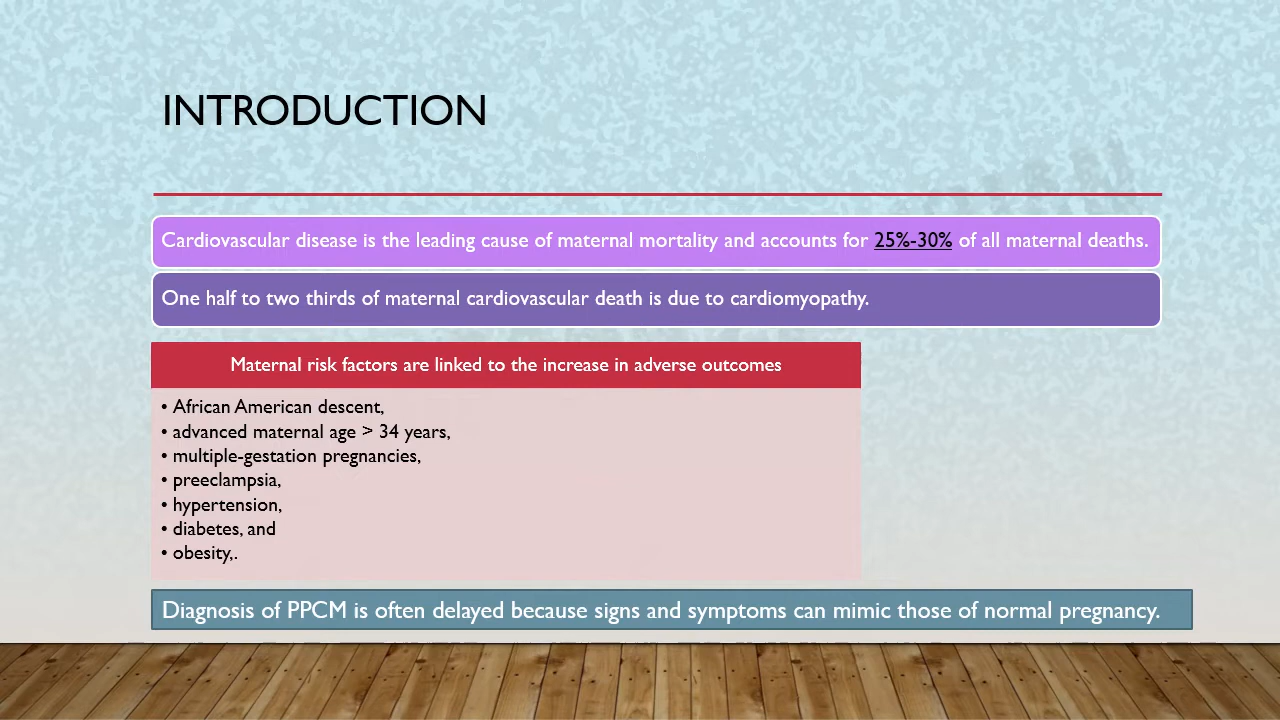 INTRODUCTION
Cardiovascular disease is the leading cause of maternal mortality and accounts for 25%-30% of all maternal deaths.
One half to two thirds of maternal cardiovascular death is due to cardiomyopathy.
Maternal risk factors are linked to the increase in adverse outcomes
• African American descent,
• advanced maternal age > 34 years,
• multiple-gestation pregnancies,
• preeclampsia,
• hypertension,
• diabetes, and
• obesity,.
Diagnosis of PPCM is often delayed because signs and symptoms can mimic those of normal pregnancy.